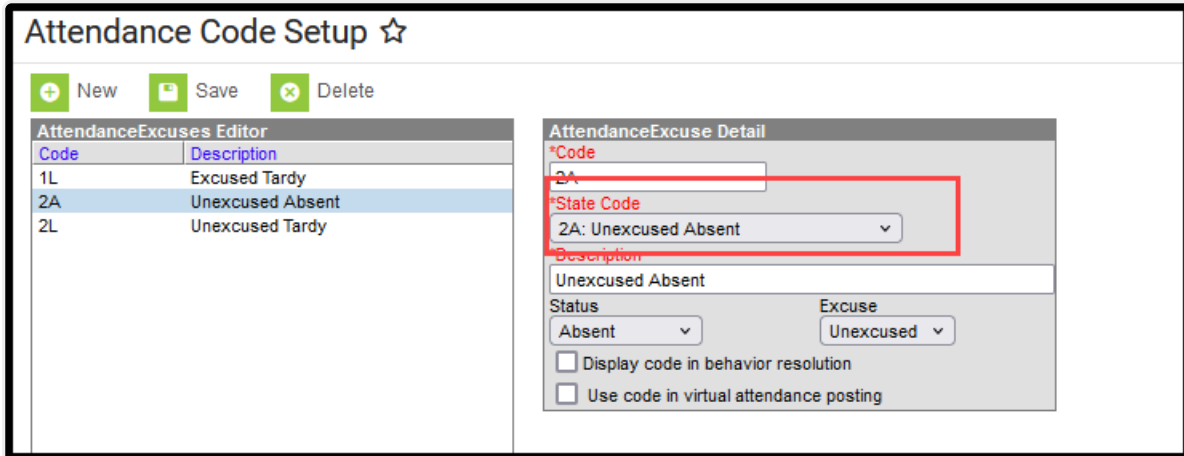 Attendance Code Setup ☆
New Save Delete
AttendanceExcuses Editor
Code Description
1L Excused Tardy
2A Unexcused Absent
2L Unexcused Tardy
AttendanceExcuse Detail
*Code
2A
*State Code
2A: Unexcused Absent
*Description
Unexcused Absent
Status Excuse
Absent Unexcused
Display code in behavior resolution
Use code in virtual attendance posting